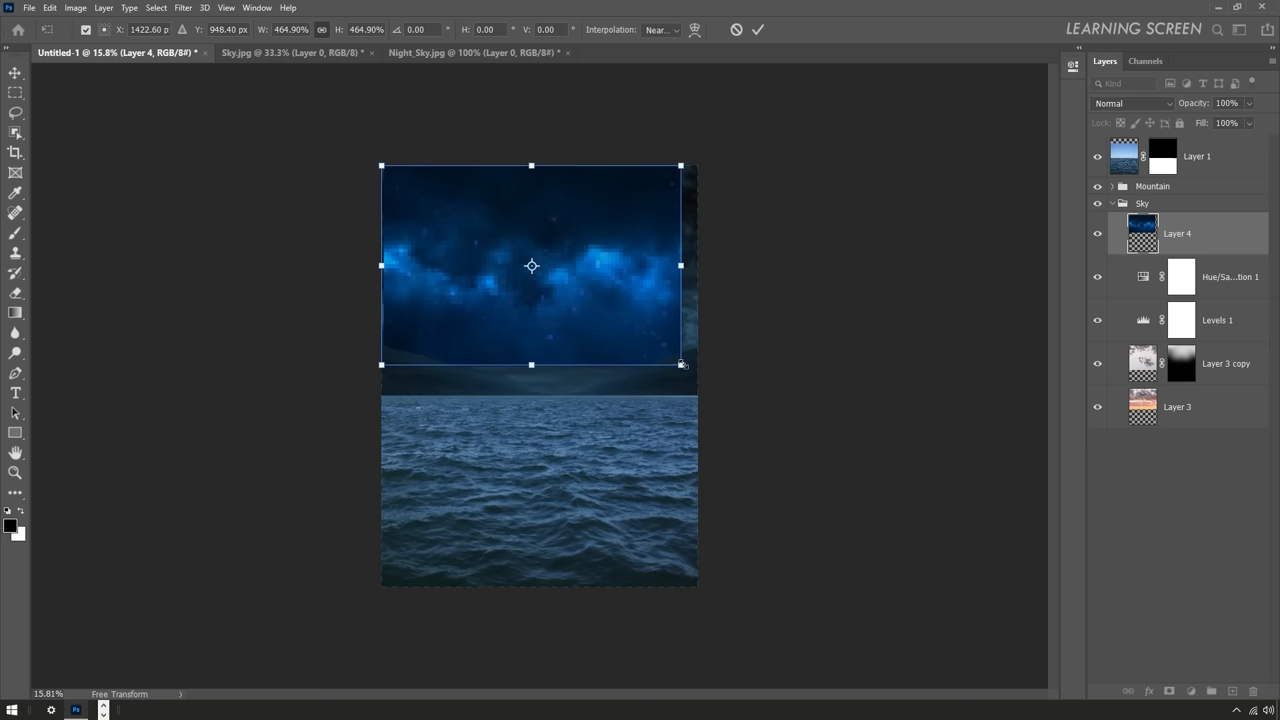 File Edit Image Layer Type Select Filter 3D View Window Help
X: 1422.60 p Y: 948.40 px W: 464.90% H: 464.90% 0.00 ° H: 0.00 ° V: 0.00 ° Interpolation: Near...
LEARNING SCREEN
Untitled-1 @ 15.8% (Layer 4, RGB/8#) * × Sky.jpg @ 33.3% (Layer 0, RGB/8) * × Night_Sky.jpg @ 100% (Layer 0, RGB/8#) * ×
Layers Channels
Kind
Normal Opacity: 100%
Lock: Fill: 100%
Layer 1
Mountain
Sky
Layer 4
Hue/Sa...tion 1
Levels 1
Layer 3 copy
Layer 3
15.81% Free Transform